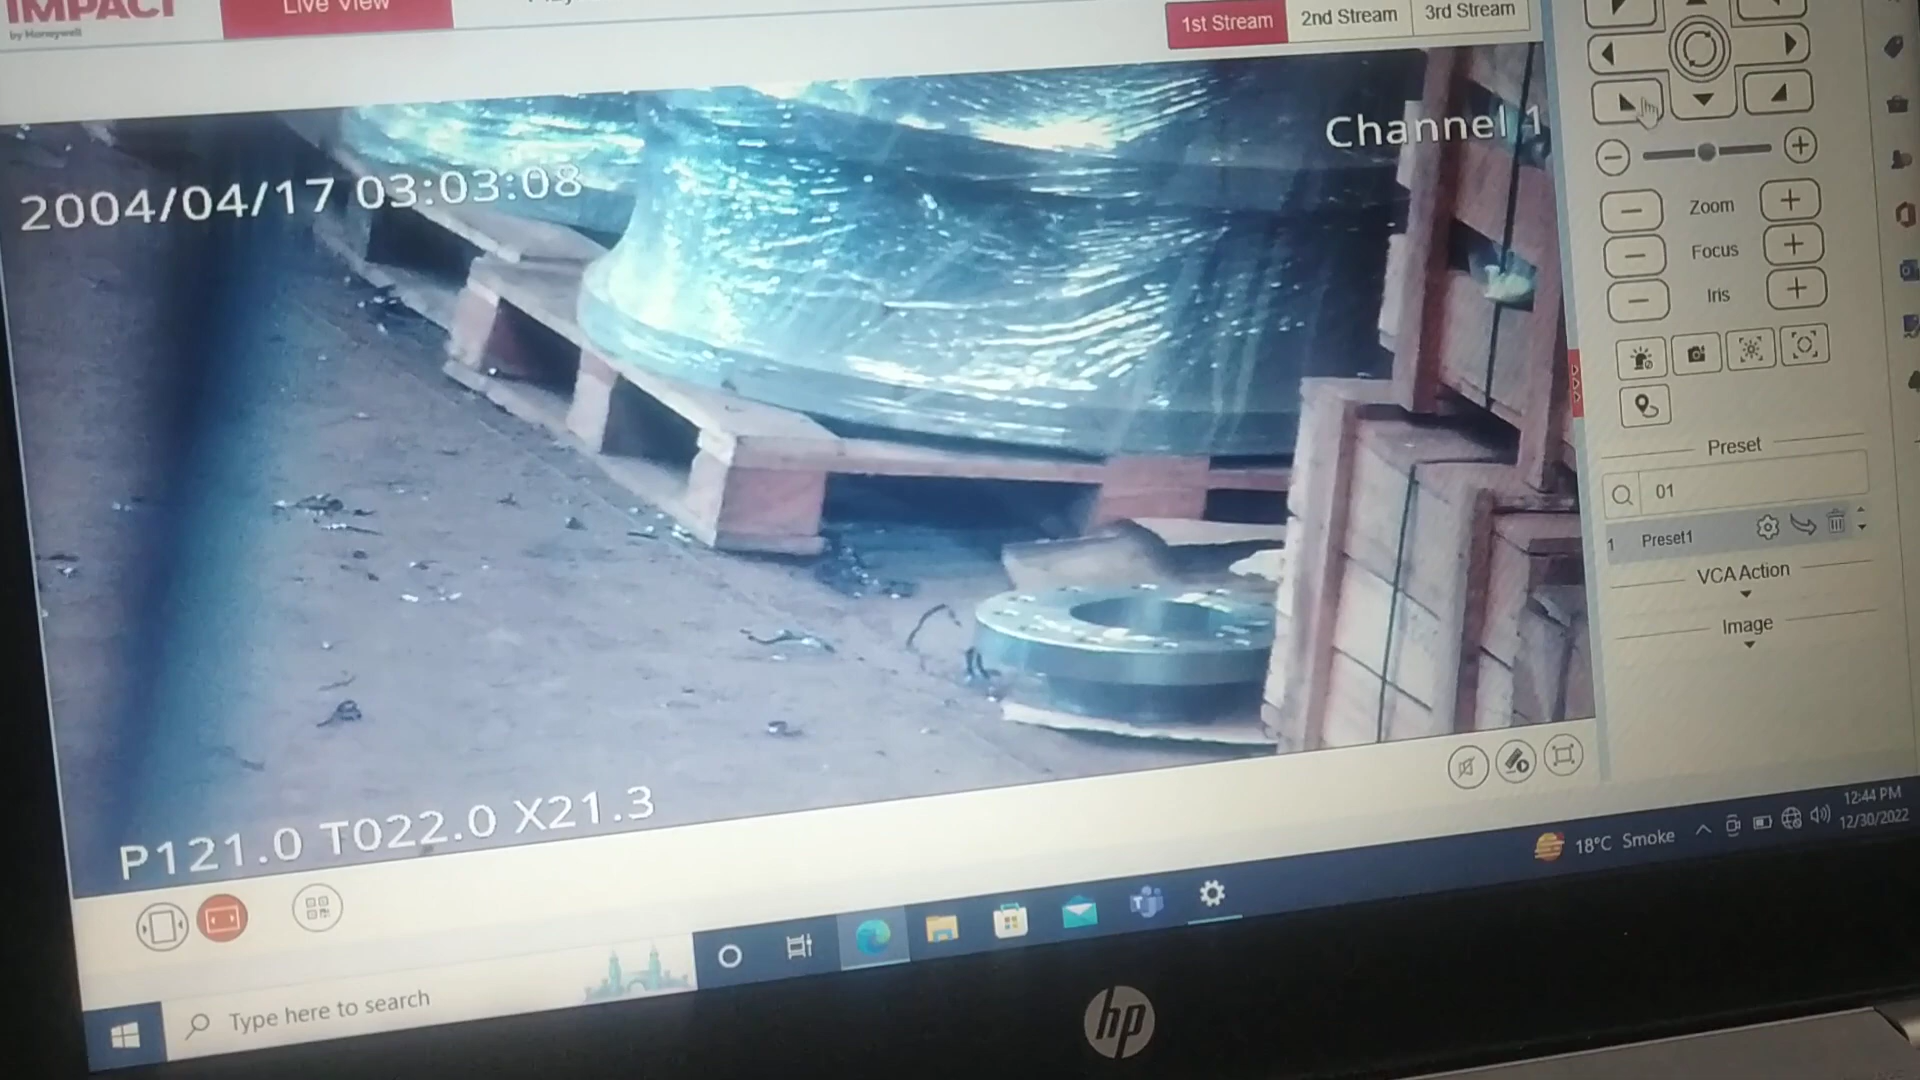 IMPACT
by Honeywell
Live View
1st Stream
2nd Stream
3rd Stream
Channel 1
2004/04/17 03:03:08
Zoom
Focus
Iris
Preset
01
1 Preset1
VCA Action
Image
P121.0 T022.0 X21.3
18°C Smoke
12:44 PM
12/30/2022
Type here to search
hp